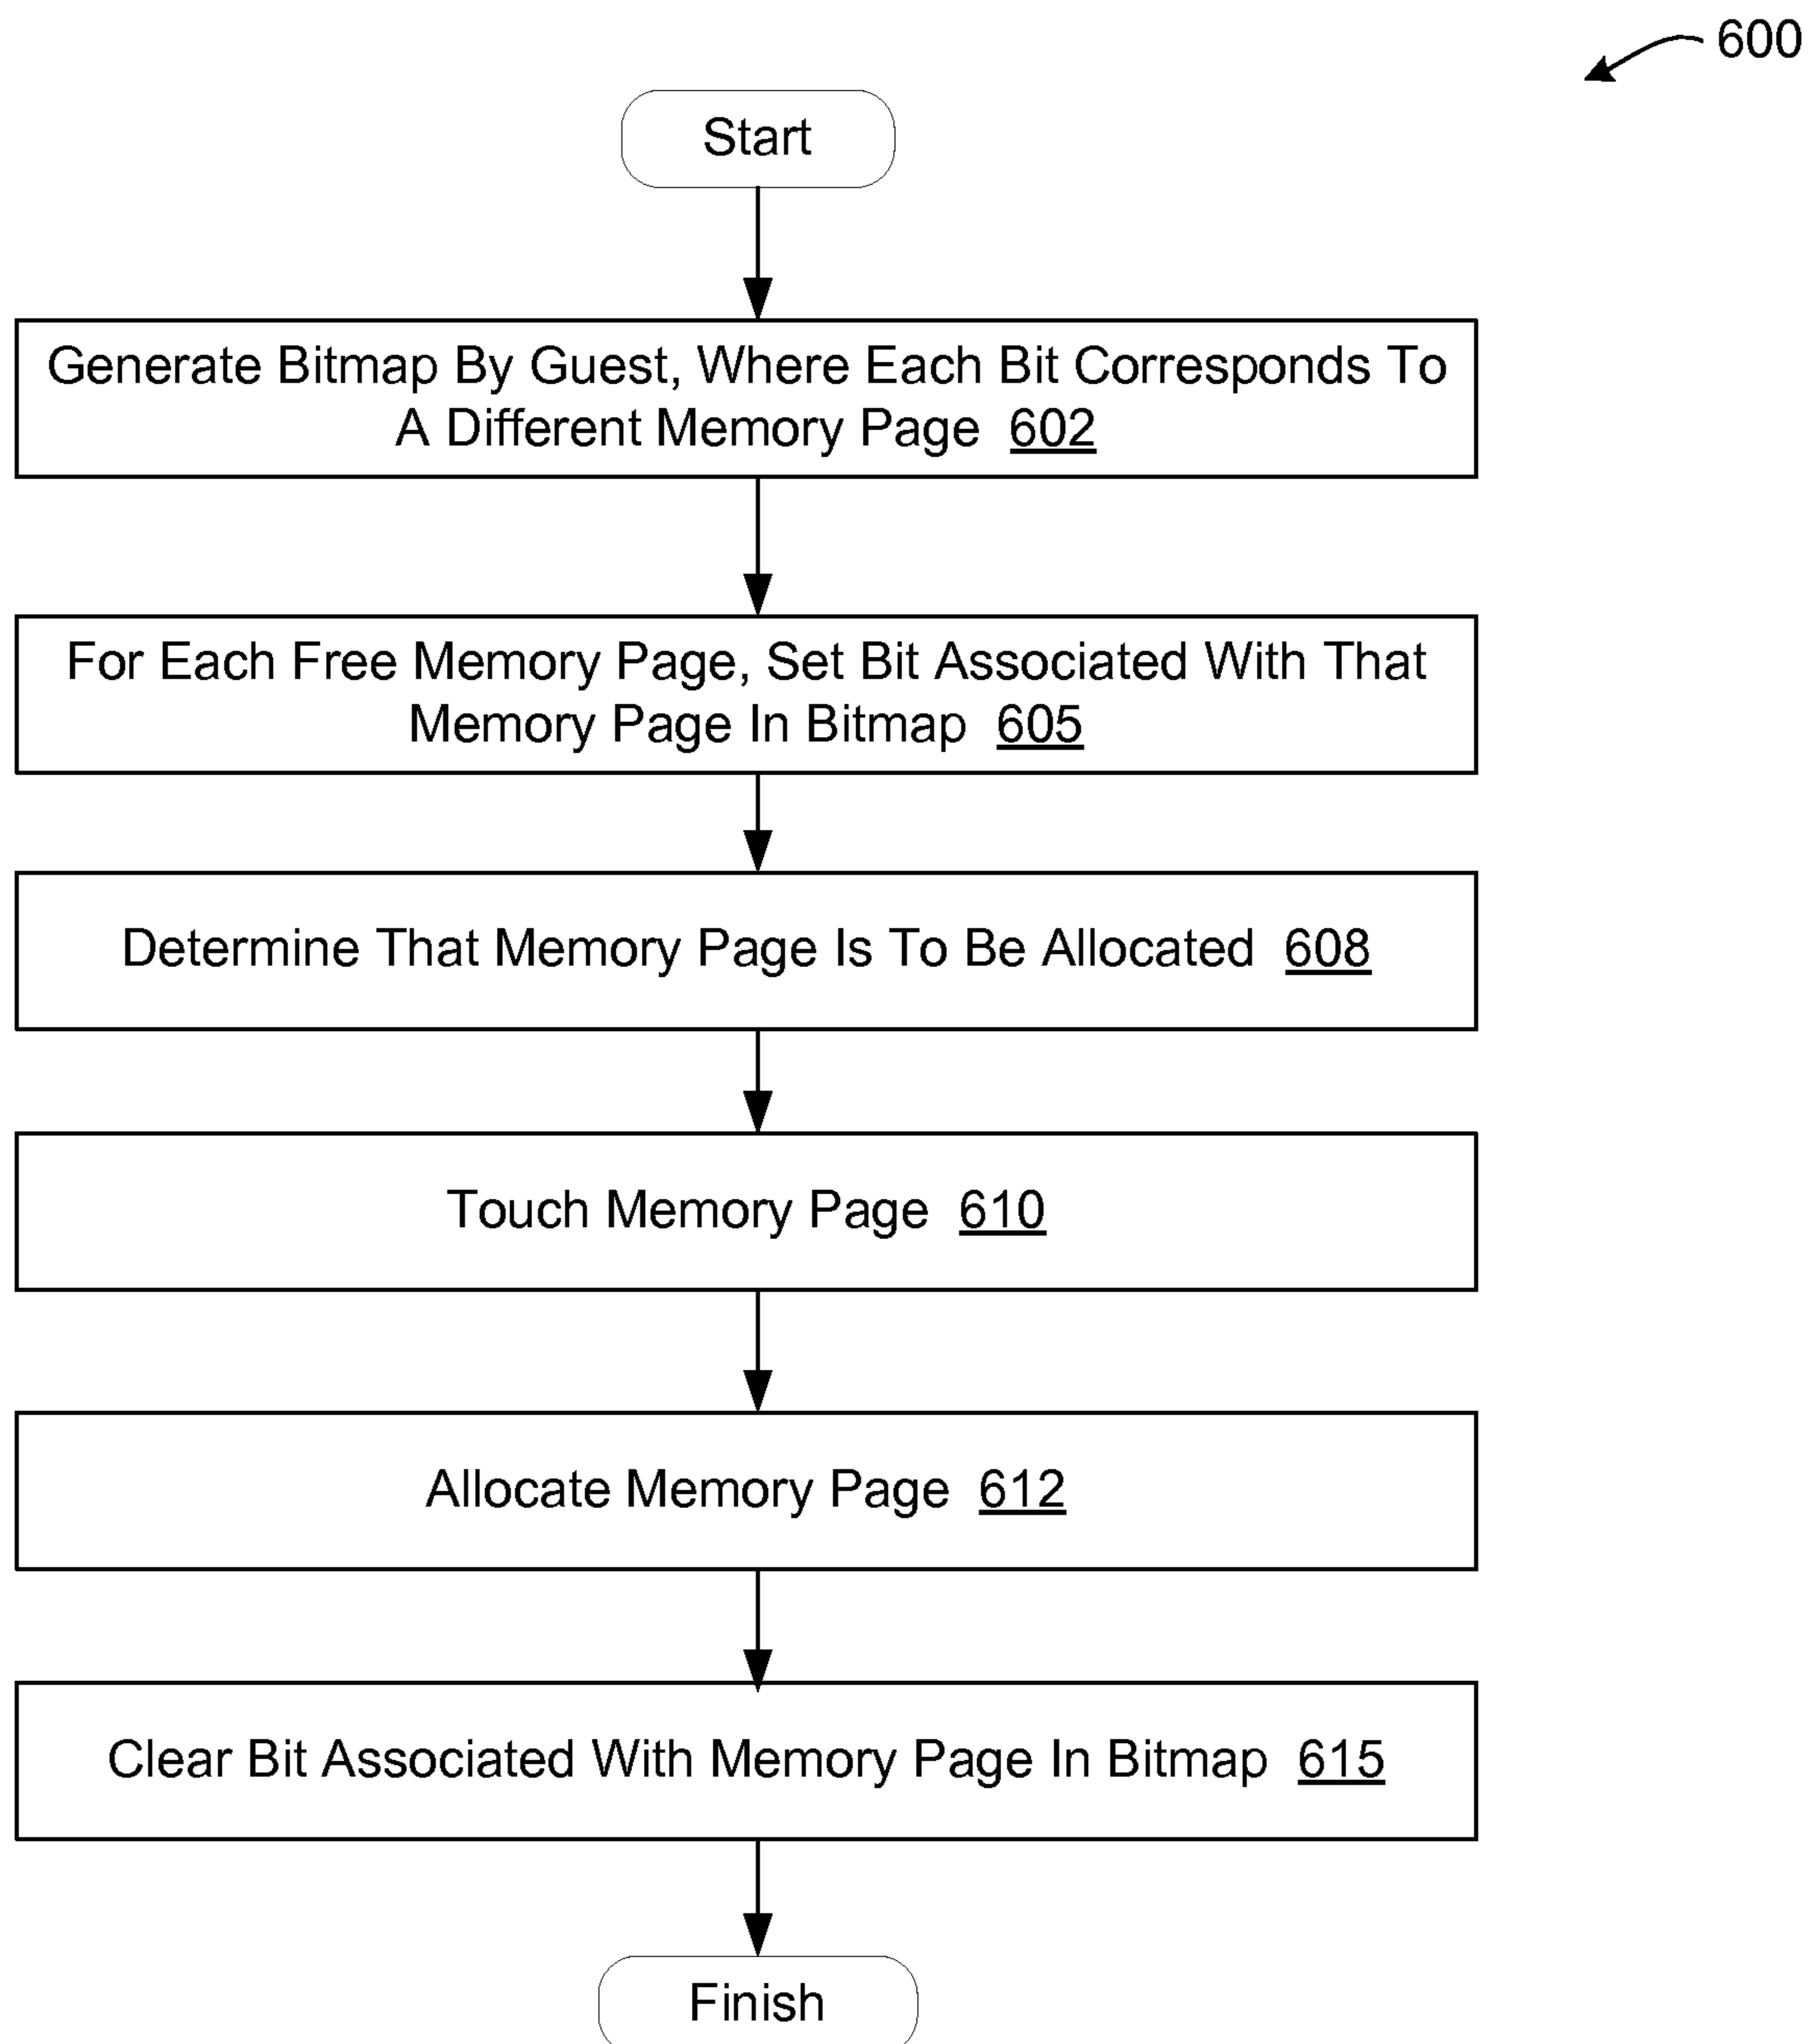 600
Start
Generate Bitmap By Guest, Where Each Bit Corresponds To
A Different Memory Page 602
For Each Free Memory Page, Set Bit Associated With That
Memory Page In Bitmap 605
Determine That Memory Page Is To Be Allocated 608
Touch Memory Page 610
Allocate Memory Page 612
Clear Bit Associated With Memory Page In Bitmap 615
Finish